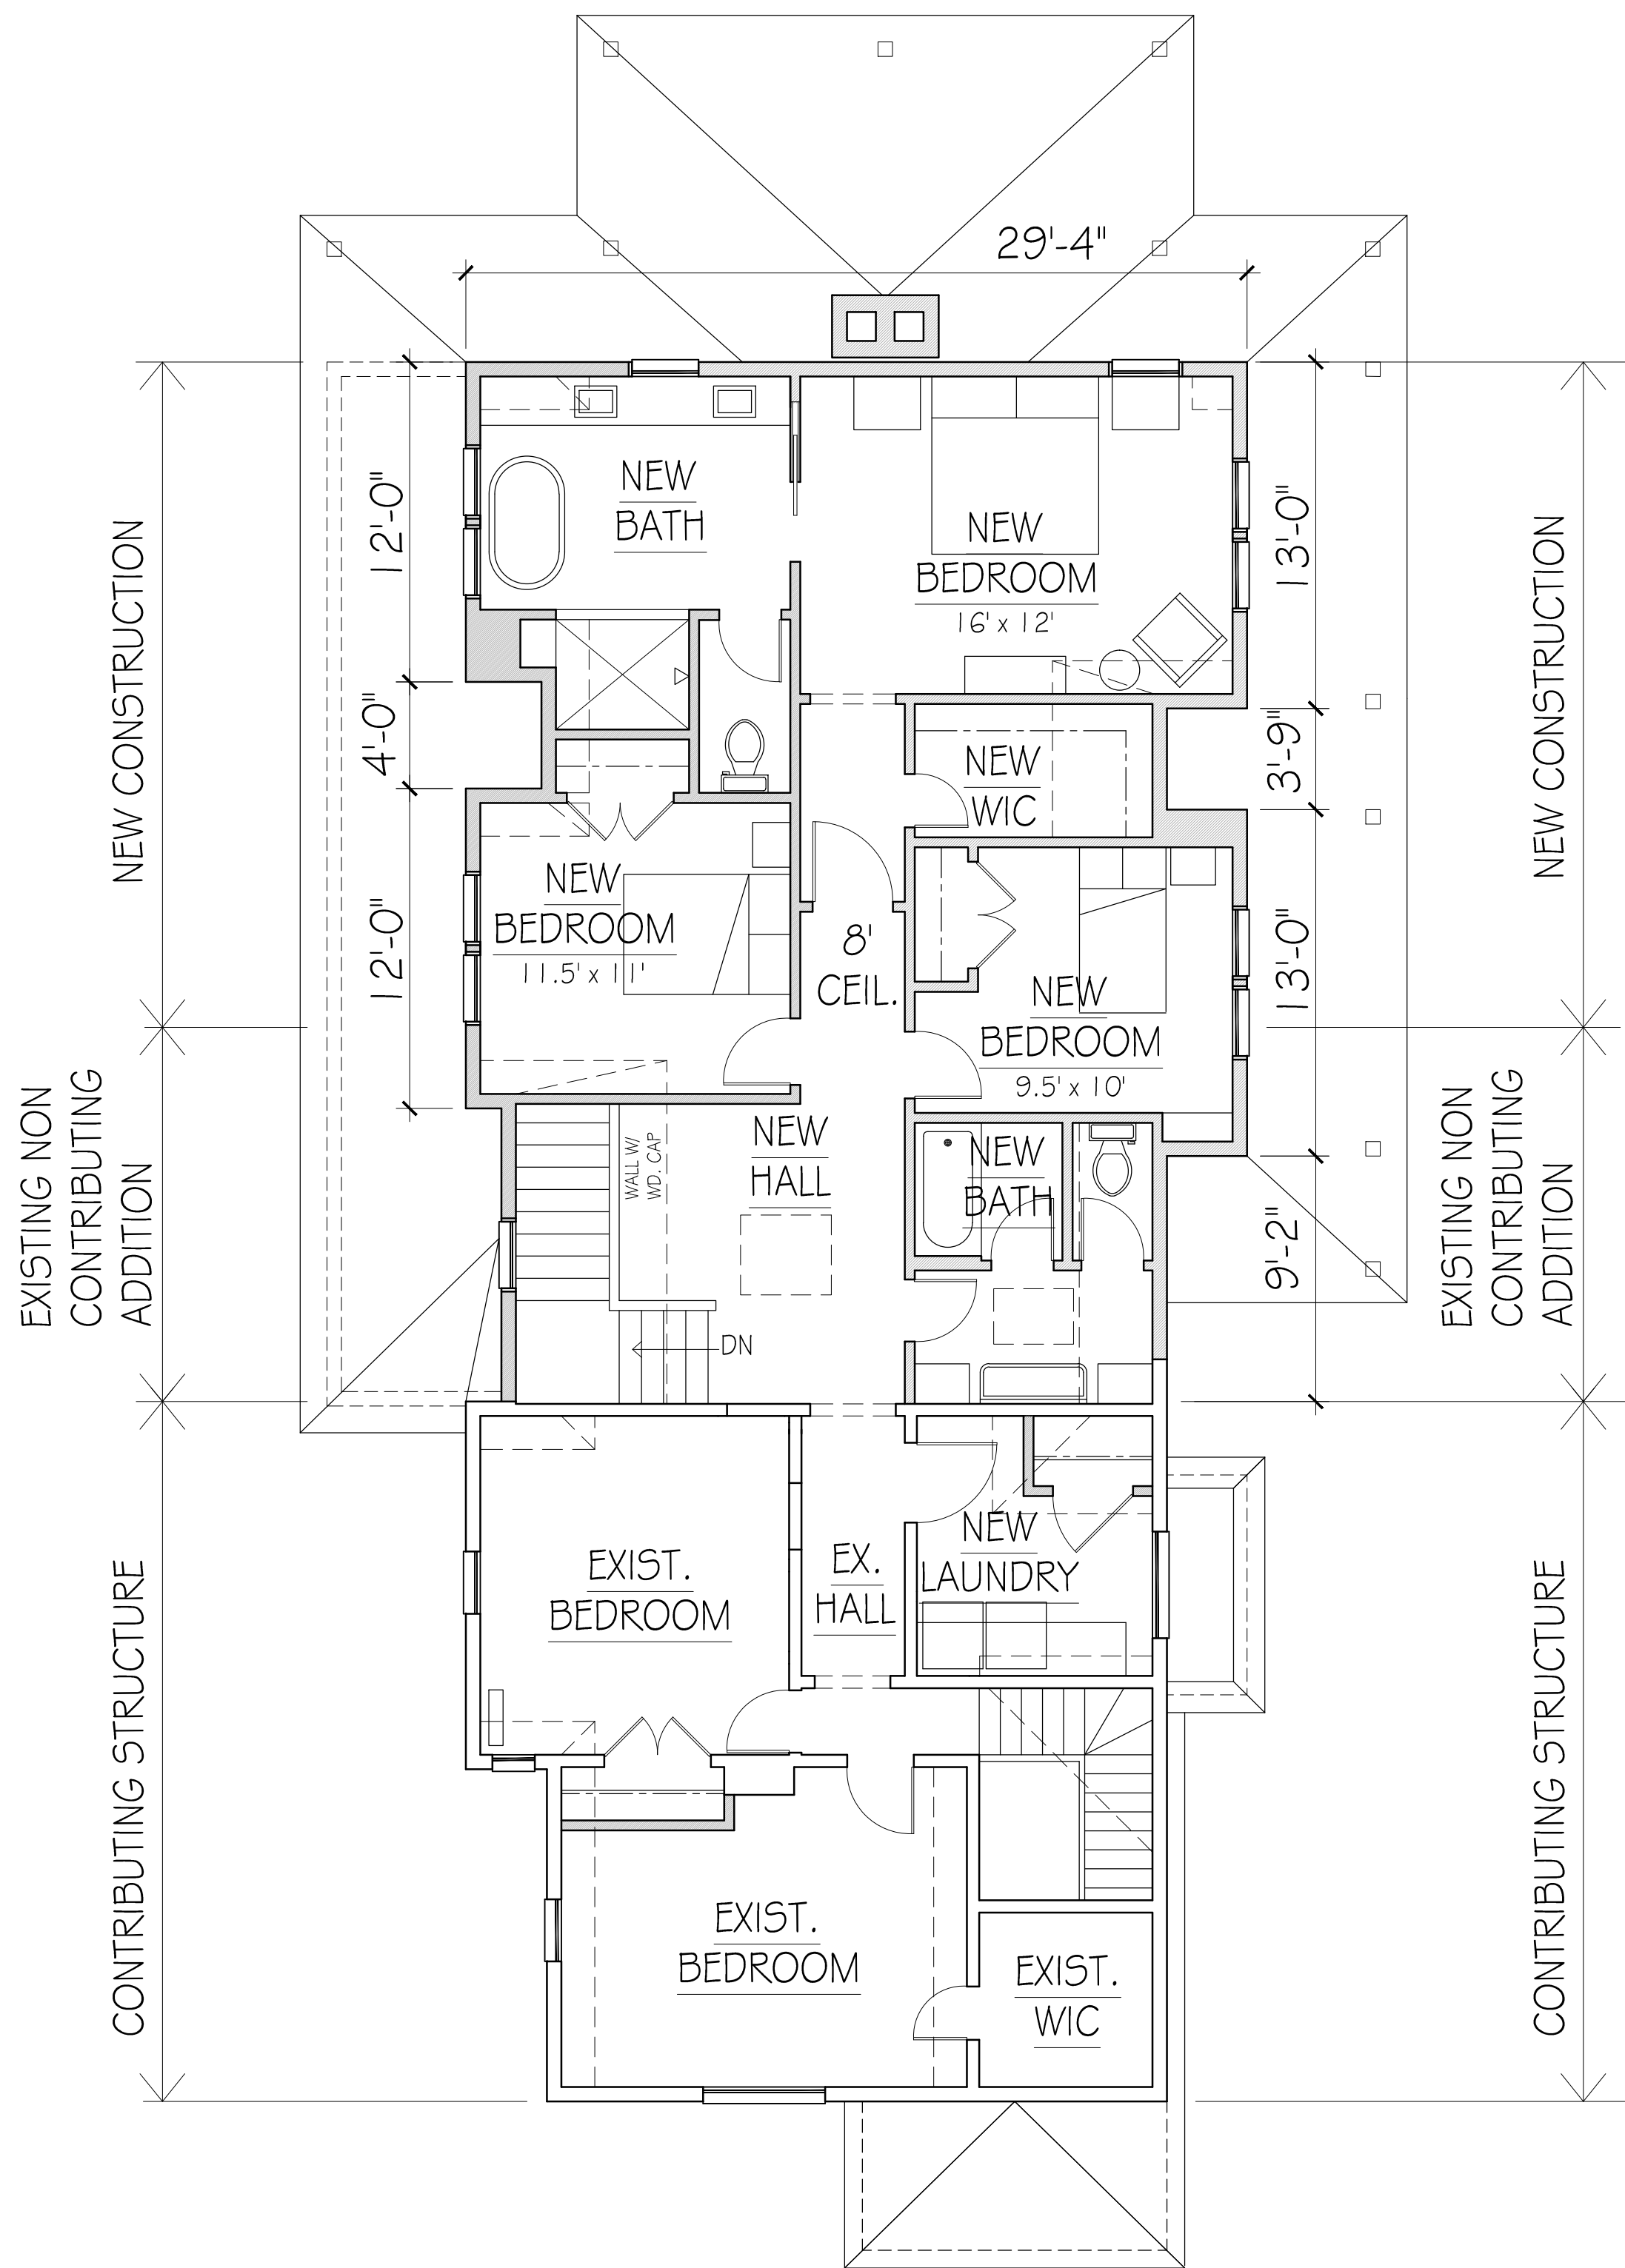 29'-4"
NEW CONSTRUCTION
12'-0"
NEW
BATH
NEW
BEDROOM
16' x 12'
13'-0"
NEW CONSTRUCTION
4'-0"
NEW
WIC
3'-9"
12'-0"
NEW
BEDROOM
11.5' x 11'
8'
CEIL.
NEW
BEDROOM
9.5' x 10'
13'-0"
EXISTING NON
CONTRIBUTING
ADDITION
WALL W/
WD. CAP
NEW
HALL
NEW
BATH
9'-2"
EXISTING NON
CONTRIBUTING
ADDITION
DN
CONTRIBUTING STRUCTURE
EXIST.
BEDROOM
EX.
HALL
NEW
LAUNDRY
CONTRIBUTING STRUCTURE
EXIST.
BEDROOM
EXIST.
WIC